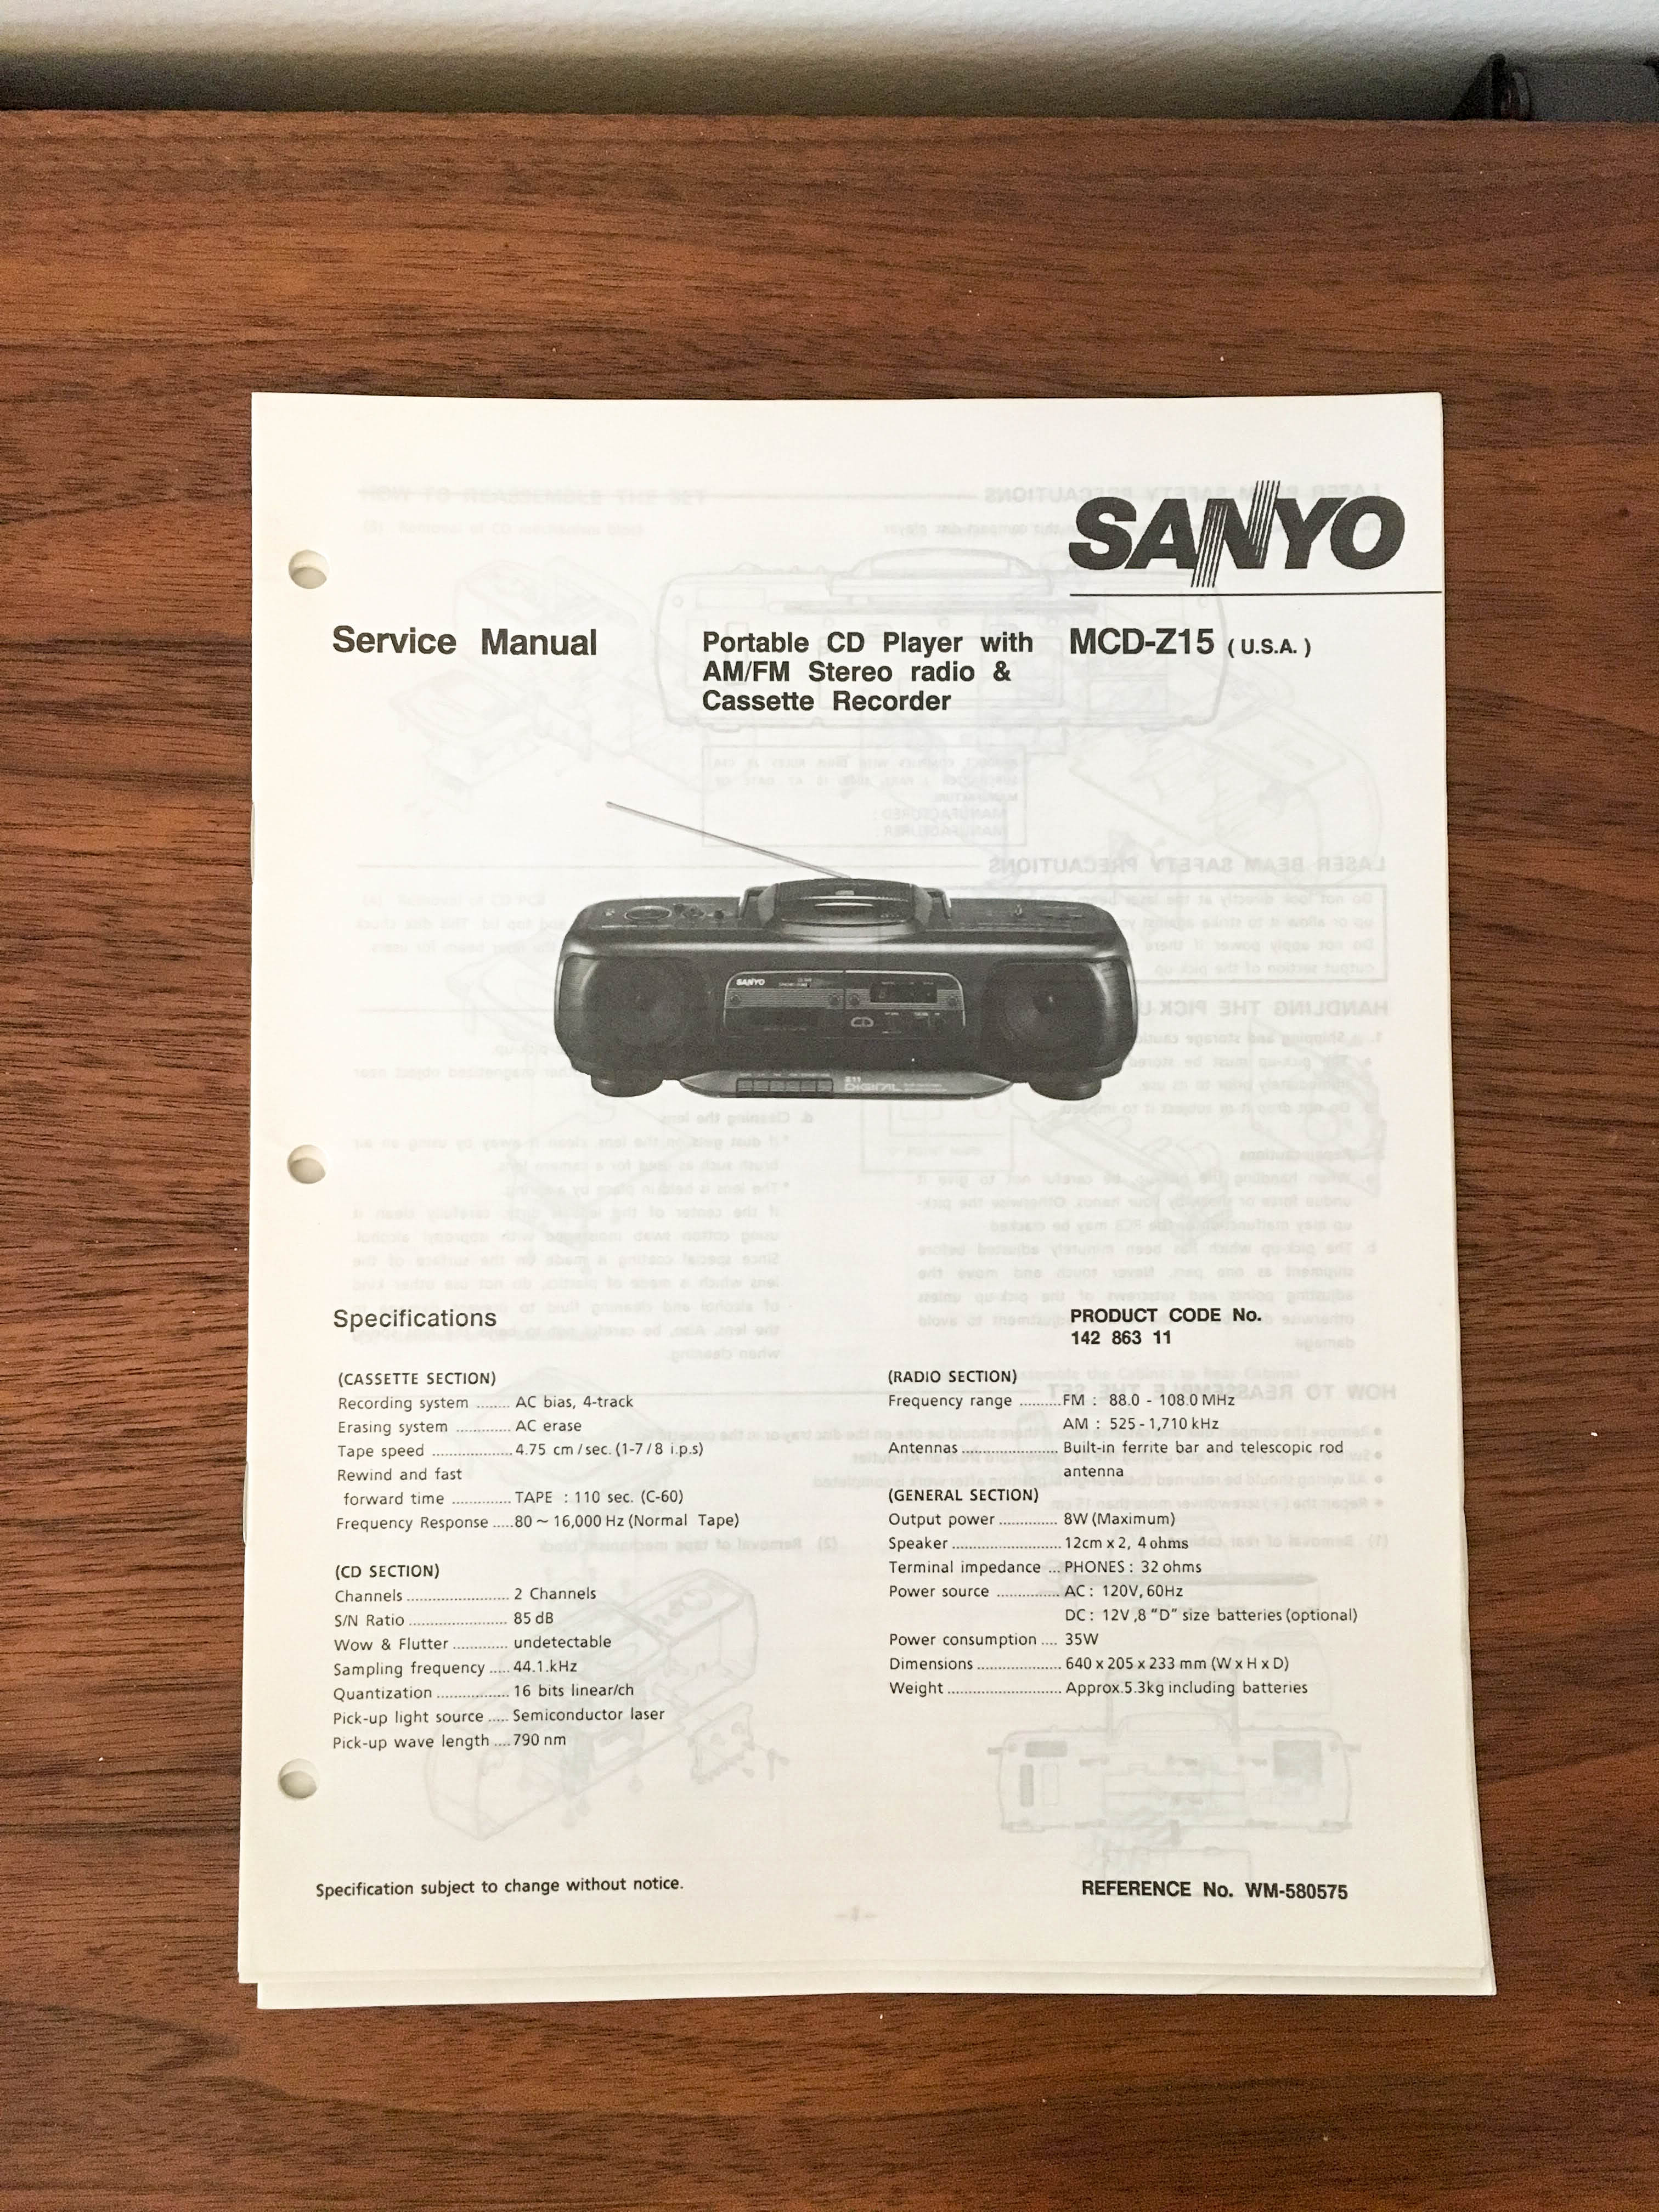 SANYO
Service Manual
Portable CD Player with
AM/FM Stereo radio &
Cassette Recorder
MCD-Z15 ( U.S.A. )
SANYO
CD
Z11
DIGITAL
Specifications
PRODUCT CODE No.
142 863 11
(CASSETTE SECTION)
Recording system ........ AC bias, 4-track
Erasing system ............. AC erase
Tape speed ................... 4.75 cm / sec. (1-7 / 8 i.p.s)
Rewind and fast
forward time .............. TAPE : 110 sec. (C-60)
Frequency Response ..... 80 ~ 16,000 Hz (Normal Tape)
(CD SECTION)
Channels ........................ 2 Channels
S/N Ratio ....................... 85 dB
Wow & Flutter ............. undetectable
Sampling frequency ..... 44.1.kHz
Quantization ................. 16 bits linear/ch
Pick-up light source ..... Semiconductor laser
Pick-up wave length .... 790 nm
(RADIO SECTION)
Frequency range .......... FM : 88.0 - 108.0 MHz
AM : 525 - 1,710 kHz
Antennas ....................... Built-in ferrite bar and telescopic rod
antenna
(GENERAL SECTION)
Output power .............. 8W (Maximum)
Speaker .......................... 12cm x 2, 4 ohms
Terminal impedance ... PHONES : 32 ohms
Power source ............... AC : 120V, 60Hz
DC : 12V ,8 "D" size batteries (optional)
Power consumption .... 35W
Dimensions .................... 640 x 205 x 233 mm (W x H x D)
Weight ........................... Approx.5.3kg including batteries
Specification subject to change without notice.
REFERENCE No. WM-580575